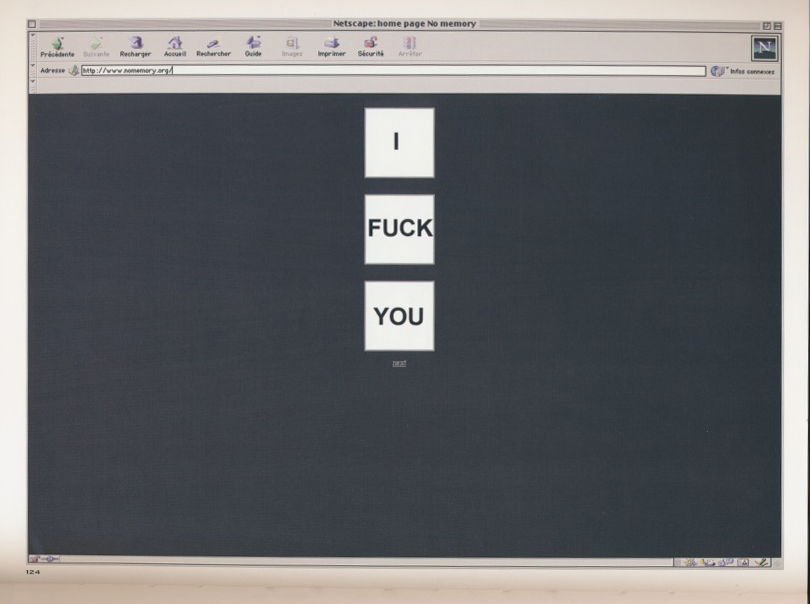 Netscape: home page No memory
Précédente Suivante Recharger Accueil Rechercher Guide Images Imprimer Sécurité Arrêter
N
Adresse : http://www.nomemory.org/ Infos connexes
I
FUCK
YOU
next
124